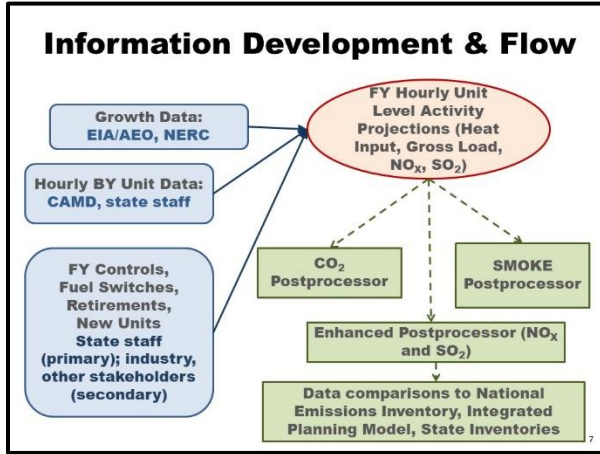 Information Development & Flow
Growth Data:
EIA/AEO, NERC
Hourly BY Unit Data:
CAMD, state staff
FY Controls,
Fuel Switches,
Retirements,
New Units
State staff
(primary); industry,
other stakeholders
(secondary)
FY Hourly Unit
Level Activity
Projections (Heat
Input, Gross Load,
NOₓ, SO₂)
CO₂
Postprocessor
SMOKE
Postprocessor
Enhanced Postprocessor (NOₓ
and SO₂)
Data comparisons to National
Emissions Inventory, Integrated
Planning Model, State Inventories
7